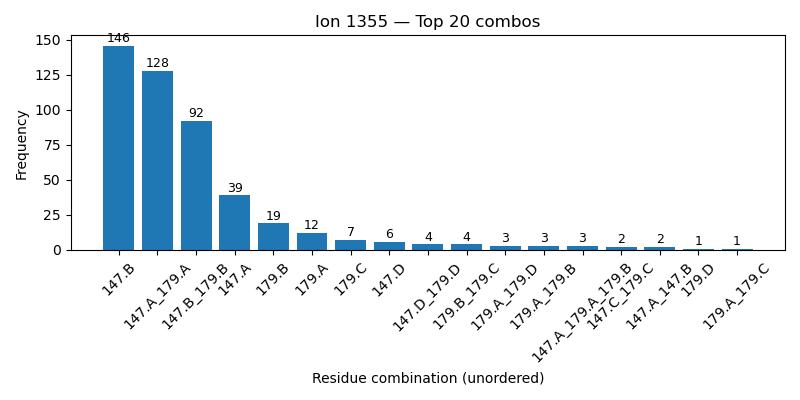 Ion 1355 — Top 20 combos
Frequency
150
125
100
75
50
25
0
146
128
92
39
19
12
7
6
4
4
3
3
3
2
2
1
1
147.B
147.A_179.A
147.B_179.B
147.A
179.B
179.A
179.C
147.D
147.D_179.D
179.B_179.C
179.A_179.D
179.A_179.B
147.A_179.A_179.B
147.C_179.C
147.A_147.B
179.D
179.A_179.C
Residue combination (unordered)